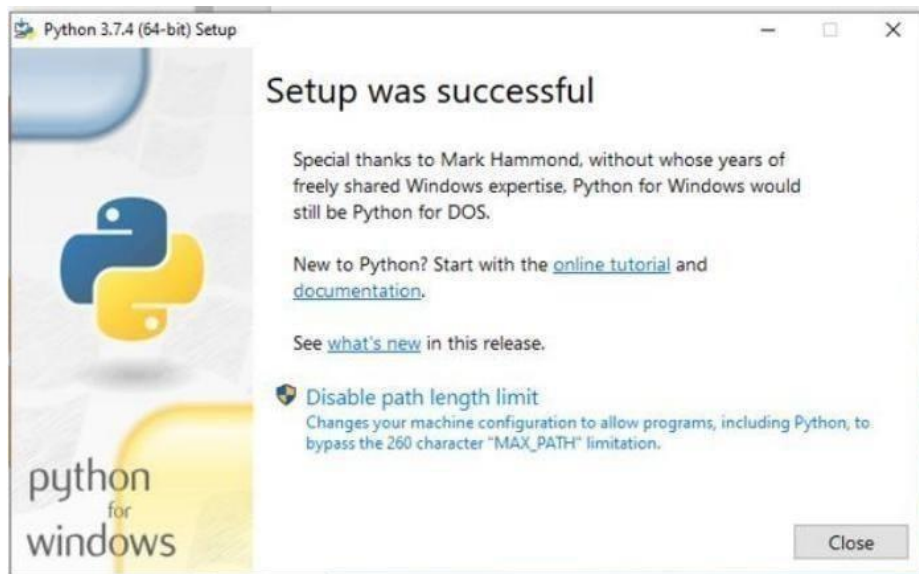 Python 3.7.4 (64-bit) Setup
Setup was successful
Special thanks to Mark Hammond, without whose years of
freely shared Windows expertise, Python for Windows would
still be Python for DOS.
New to Python? Start with the online tutorial and
documentation.
See what's new in this release.
Disable path length limit
Changes your machine configuration to allow programs, including Python, to
bypass the 260 character "MAX_PATH" limitation.
python
for
windows
Close